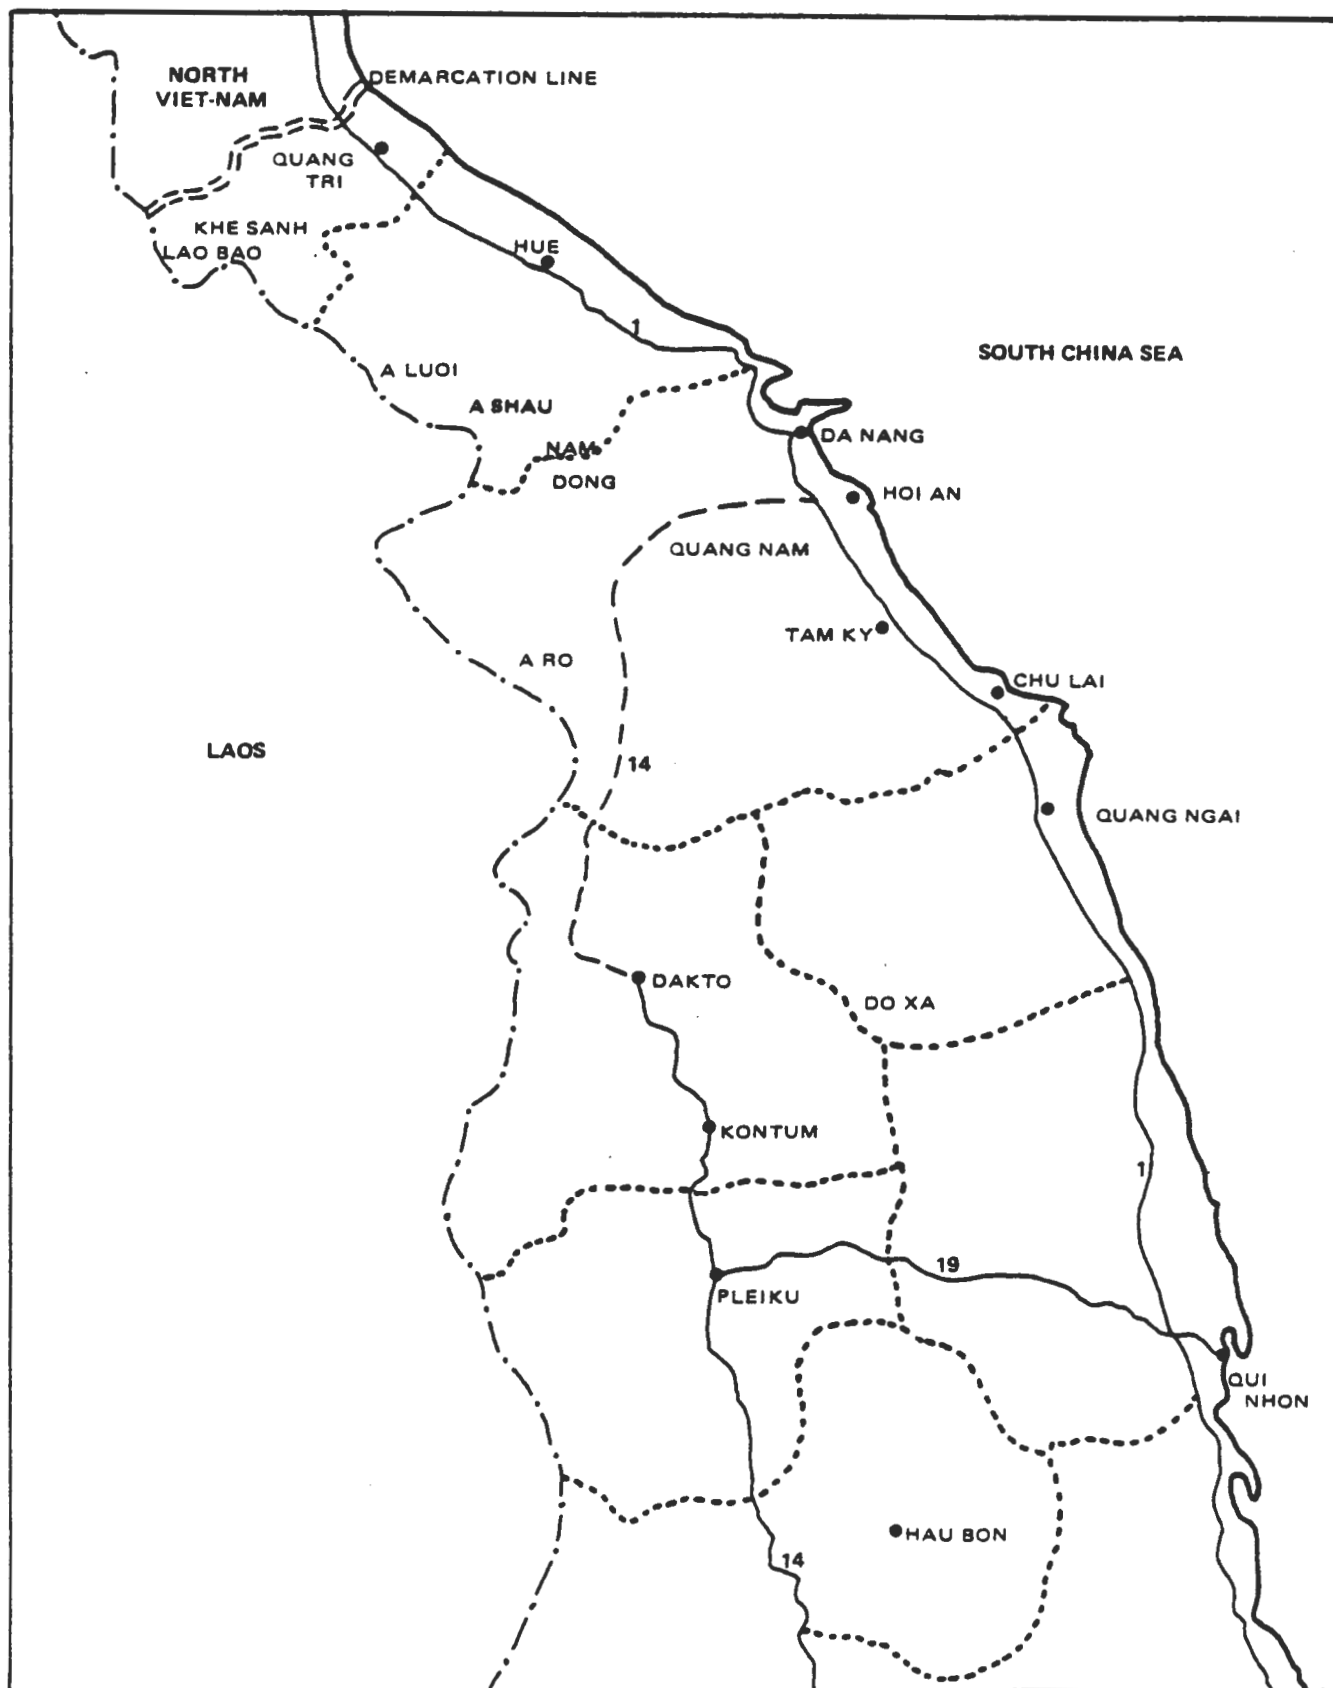 NORTH
VIET-NAM
DEMARCATION LINE
QUANG
TRI
KHE SANH
LAO BAO
HUE
1
SOUTH CHINA SEA
A LUOI
A SHAU
DA NANG
NAM
DONG
HOI AN
QUANG NAM
TAM KY
A RO
CHU LAI
LAOS
14
QUANG NGAI
DAKTO
DO XA
KONTUM
1
19
PLEIKU
QUI
NHON
HAU BON
14